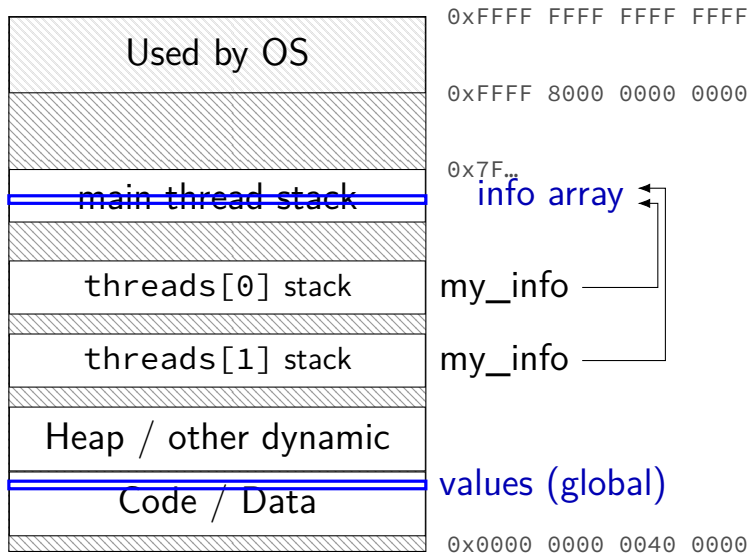 0xFFFF FFFF FFFF FFFF
Used by OS
0xFFFF 8000 0000 0000
0x7F…
main thread stack
info array
threads[0] stack
my_info
threads[1] stack
my_info
Heap / other dynamic
values (global)
Code / Data
0x0000 0000 0040 0000